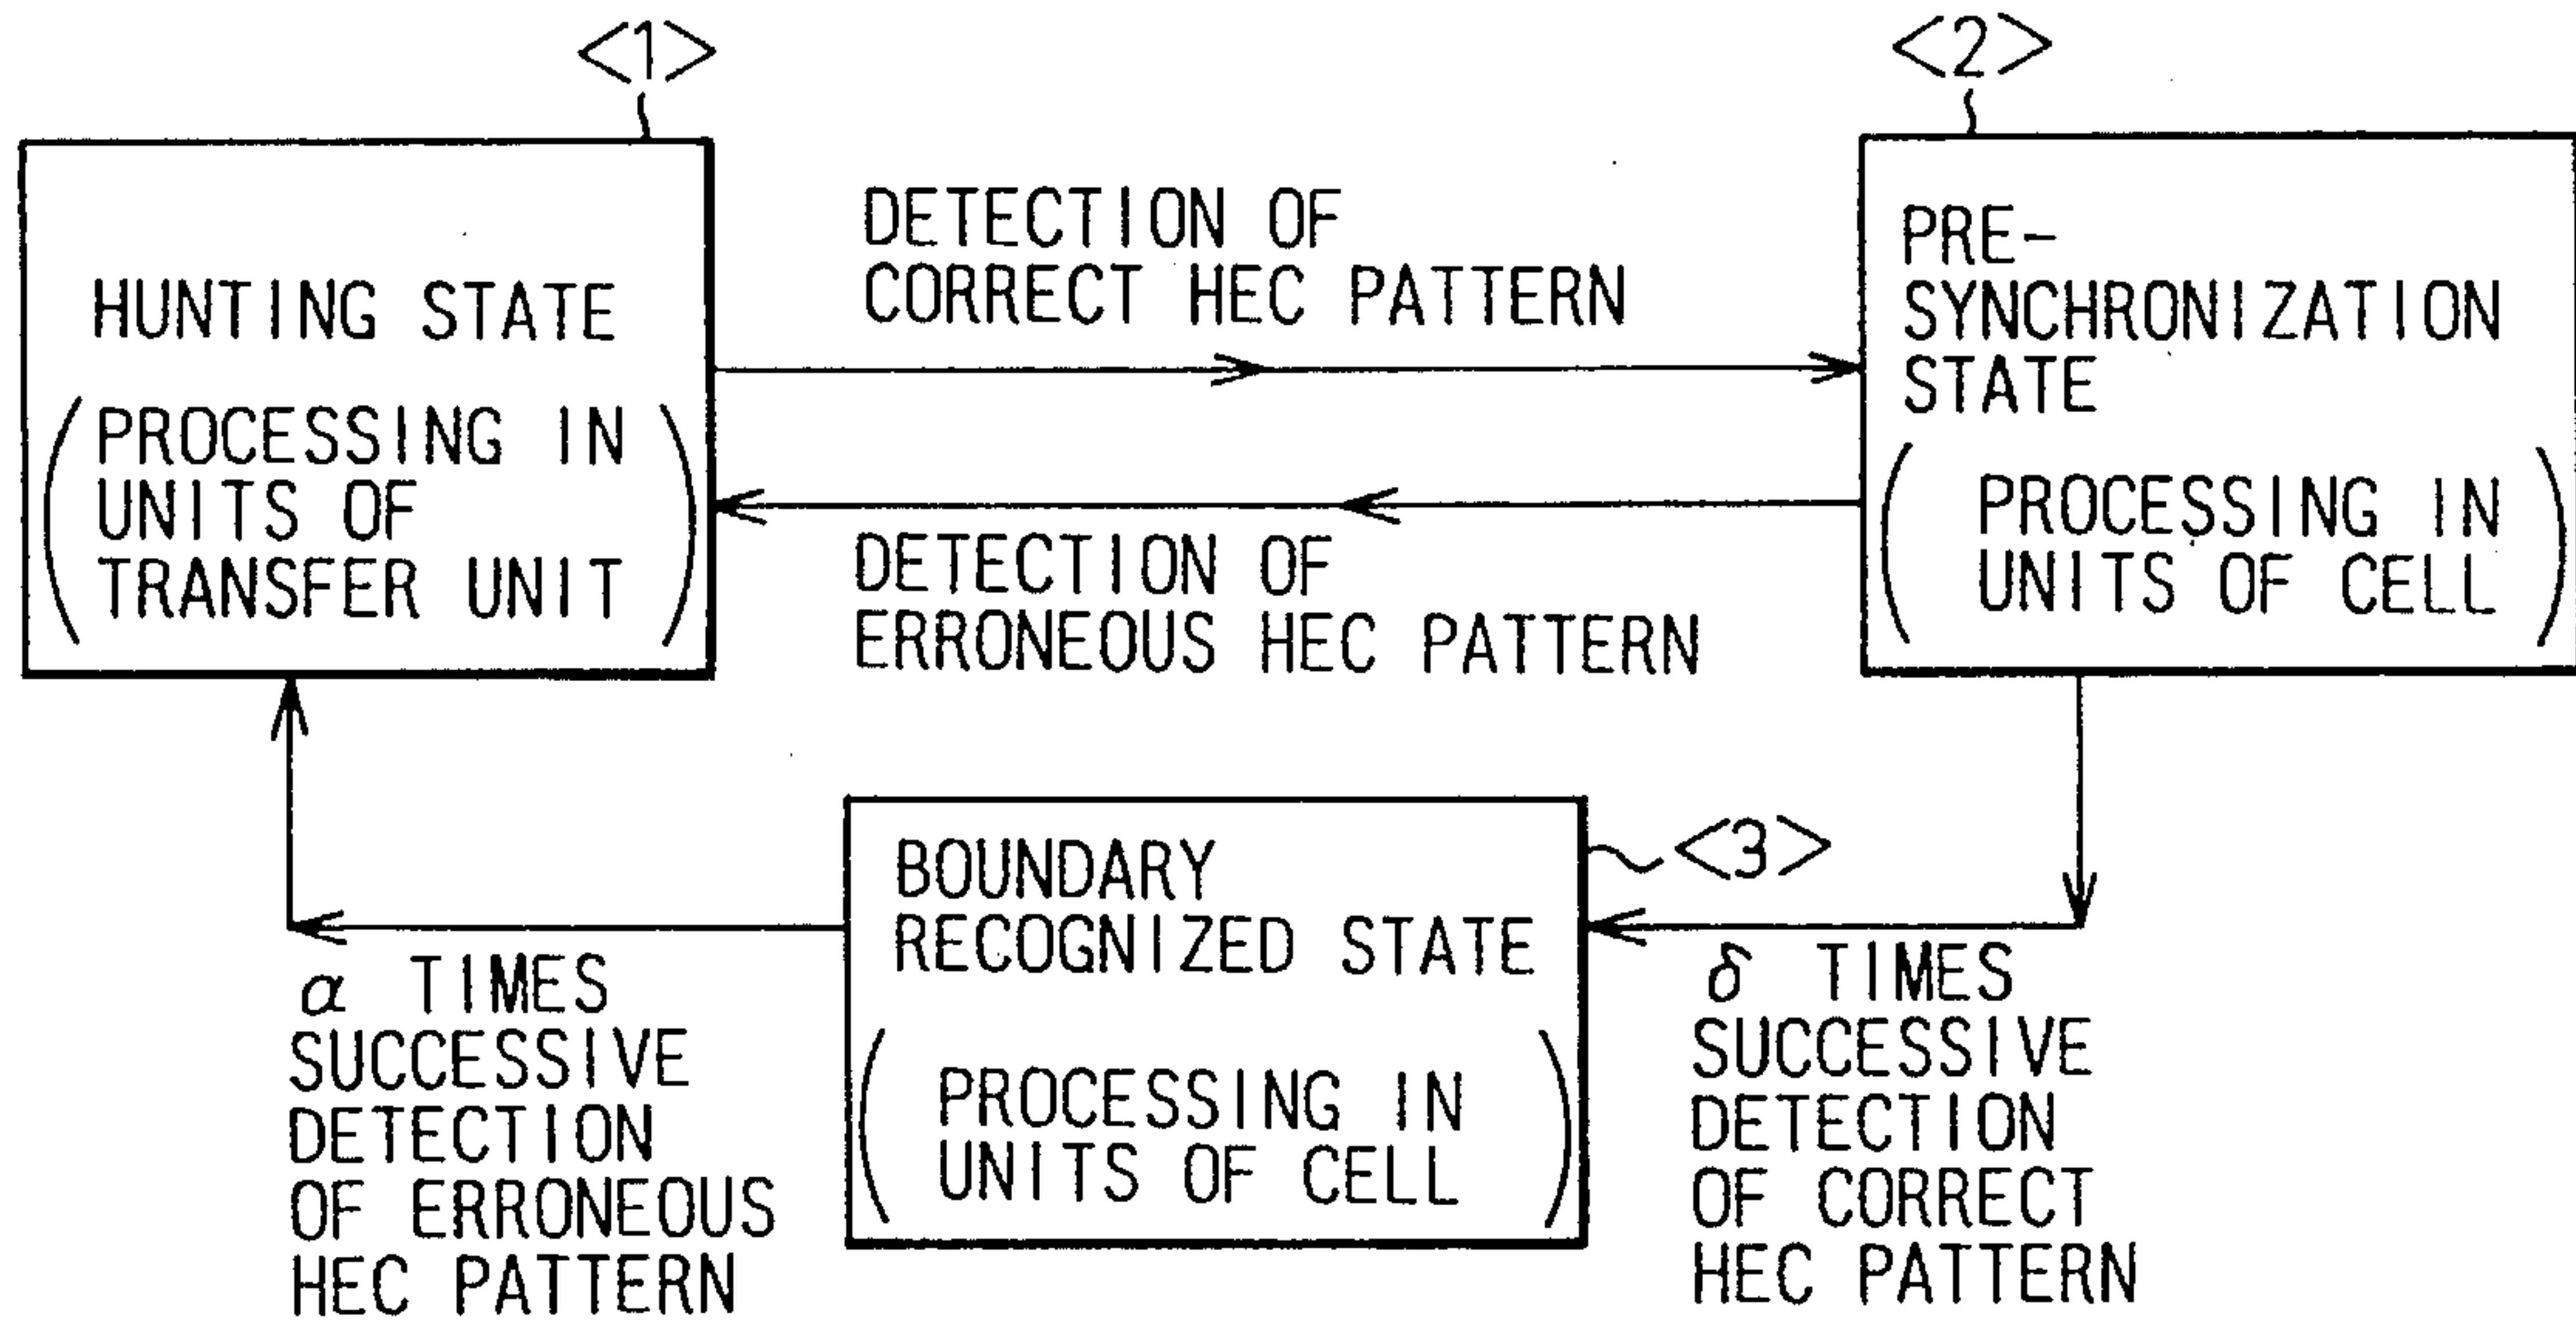 <1>
<2>
HUNTING STATE
(PROCESSING IN
UNITS OF
TRANSFER UNIT)
DETECTION OF
CORRECT HEC PATTERN
PRE-
SYNCHRONIZATION
STATE
(PROCESSING IN
UNITS OF CELL)
DETECTION OF
ERRONEOUS HEC PATTERN
<3>
BOUNDARY
RECOGNIZED STATE
(PROCESSING IN
UNITS OF CELL)
α TIMES
SUCCESSIVE
DETECTION
OF ERRONEOUS
HEC PATTERN
δ TIMES
SUCCESSIVE
DETECTION
OF CORRECT
HEC PATTERN